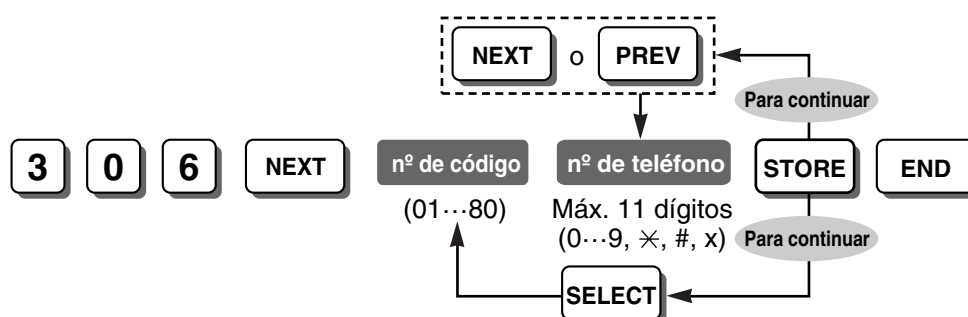 NEXT o PREV
Para continuar
3 0 6 NEXT nº de código nº de teléfono STORE END
(01···80) Máx. 11 dígitos
(0···9, ✳, #, x) Para continuar
SELECT